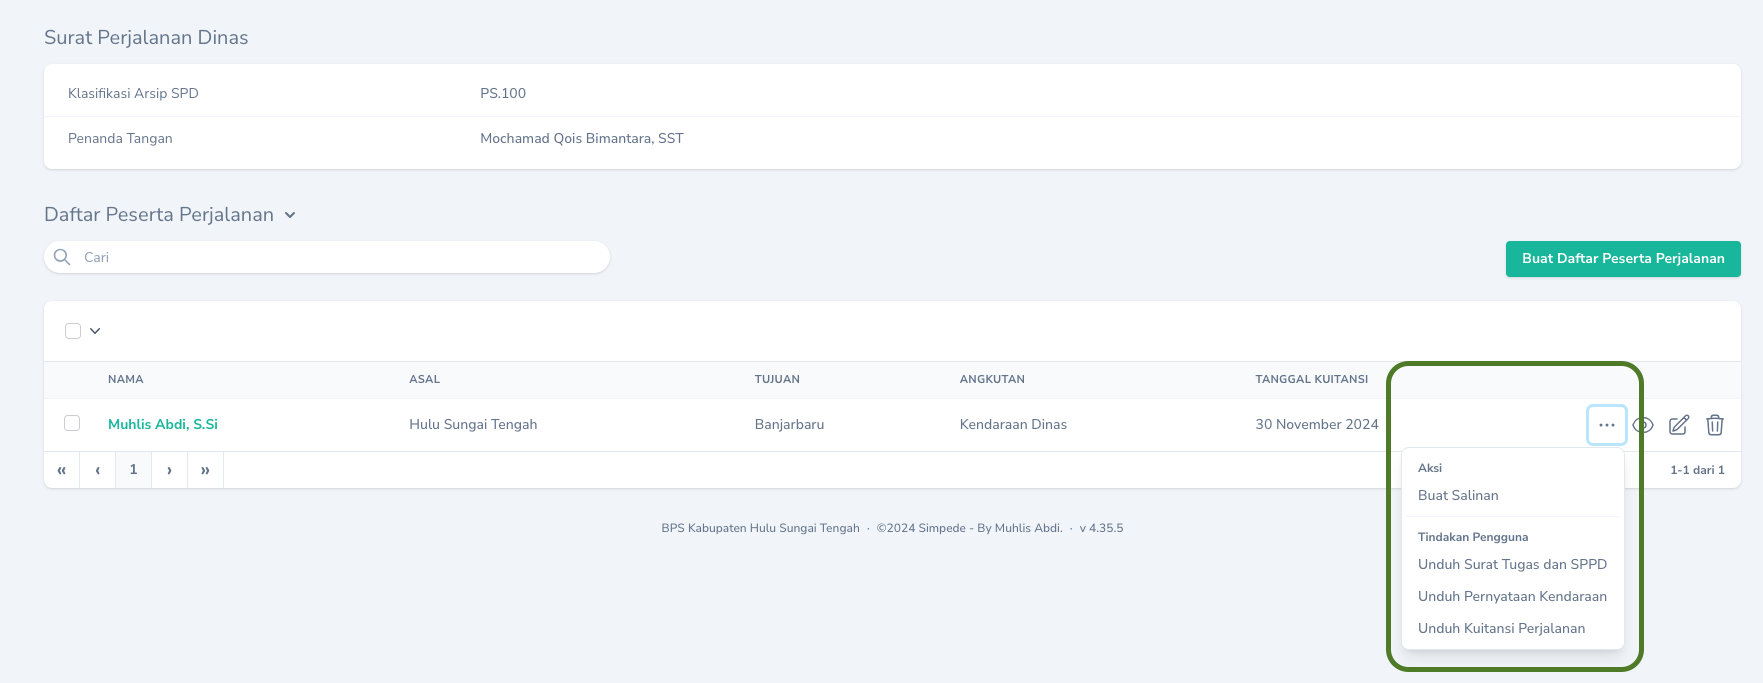 Surat Perjalanan Dinas
Klasifikasi Arsip SPD PS.100
Penanda Tangan Mochamad Qois Bimantara, SST
Daftar Peserta Perjalanan
Cari
Buat Daftar Peserta Perjalanan
NAMA ASAL TUJUAN ANGKUTAN TANGGAL KUITANSI
Muhlis Abdi, S.Si Hulu Sungai Tengah Banjarbaru Kendaraan Dinas 30 November 2024
« ‹ 1 › » 1-1 dari 1
Aksi
Buat Salinan
Tindakan Pengguna
Unduh Surat Tugas dan SPPD
Unduh Pernyataan Kendaraan
Unduh Kuitansi Perjalanan
BPS Kabupaten Hulu Sungai Tengah · ©2024 Simpede - By Muhlis Abdi. · v 4.35.5